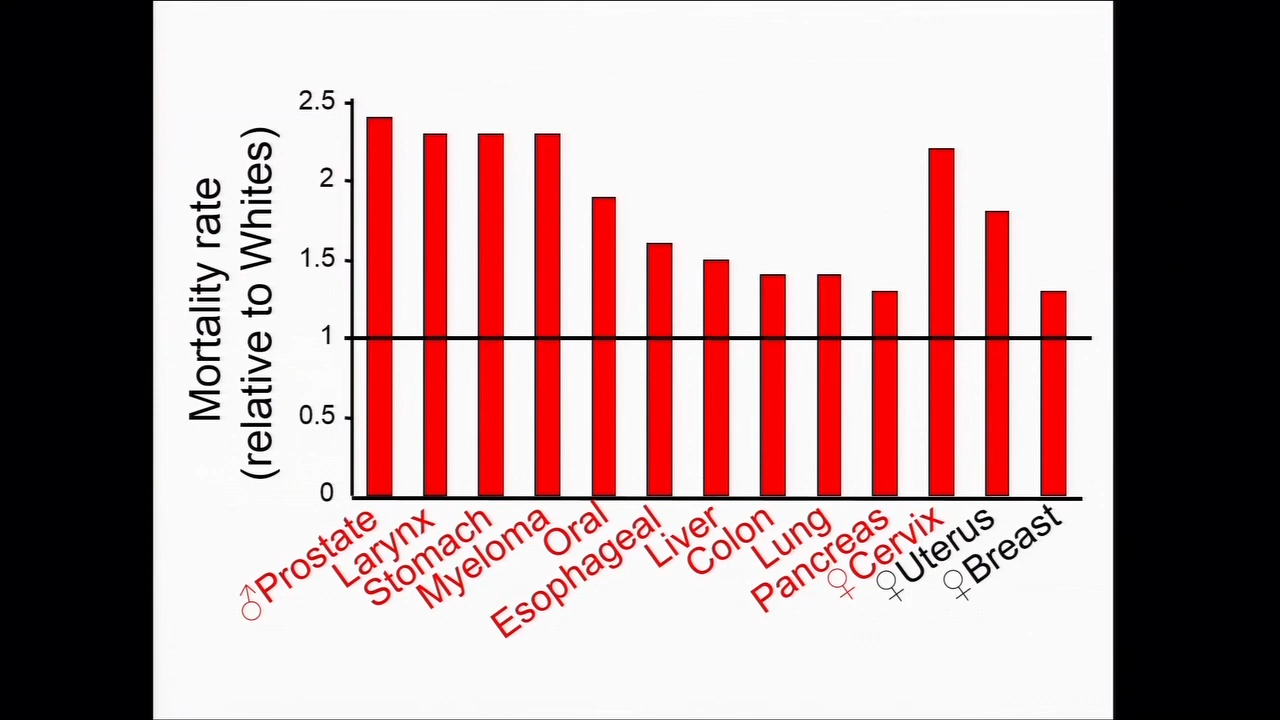 Mortality rate
(relative to Whites)
2.5
2
1.5
1
0.5
0
♂Prostate
Larynx
Stomach
Myeloma
Oral
Esophageal
Liver
Colon
Lung
Pancreas
♀Cervix
♀Uterus
♀Breast